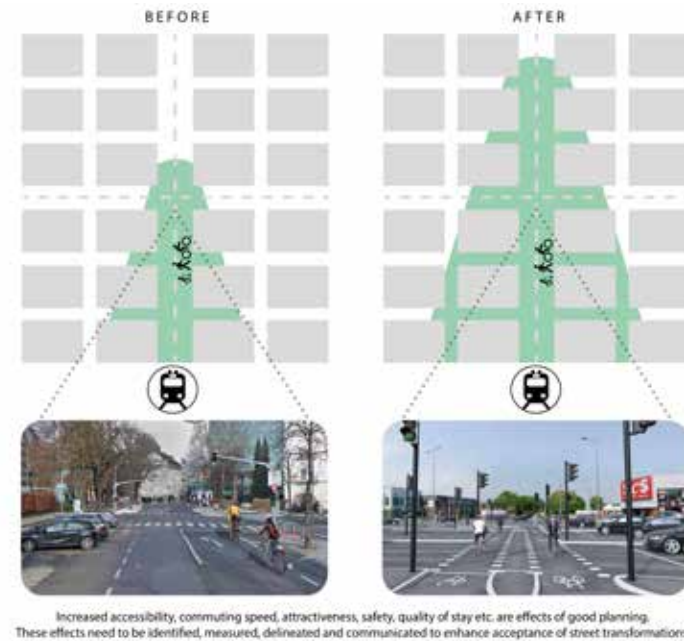 BEFORE
AFTER
Increased accessibility, commuting speed, attractiveness, safety, quality of stay etc. are effects of good planning.
These effects need to be identified, measured, delineated and communicated to enhance acceptance of street transformations